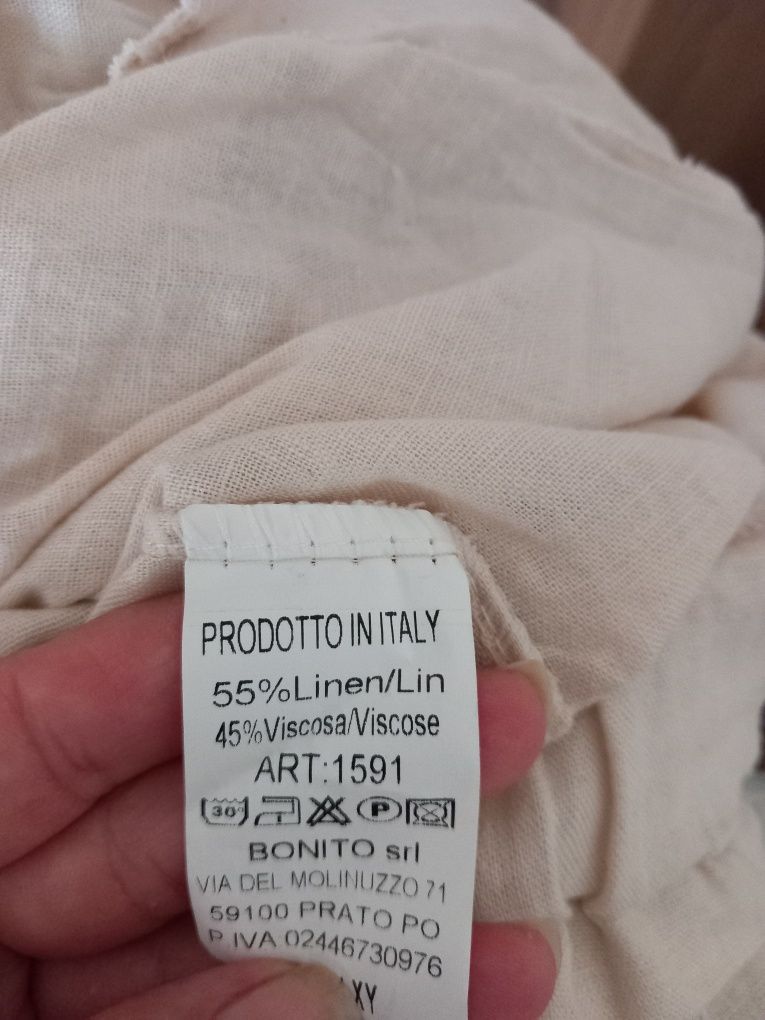 PRODOTTO IN ITALY
55%Linen/Lin
45%Viscosa/Viscose
ART:1591
30° P
BONITO srl
VIA DEL MOLINUZZO 71
59100 PRATO PO
P.IVA 02446730976